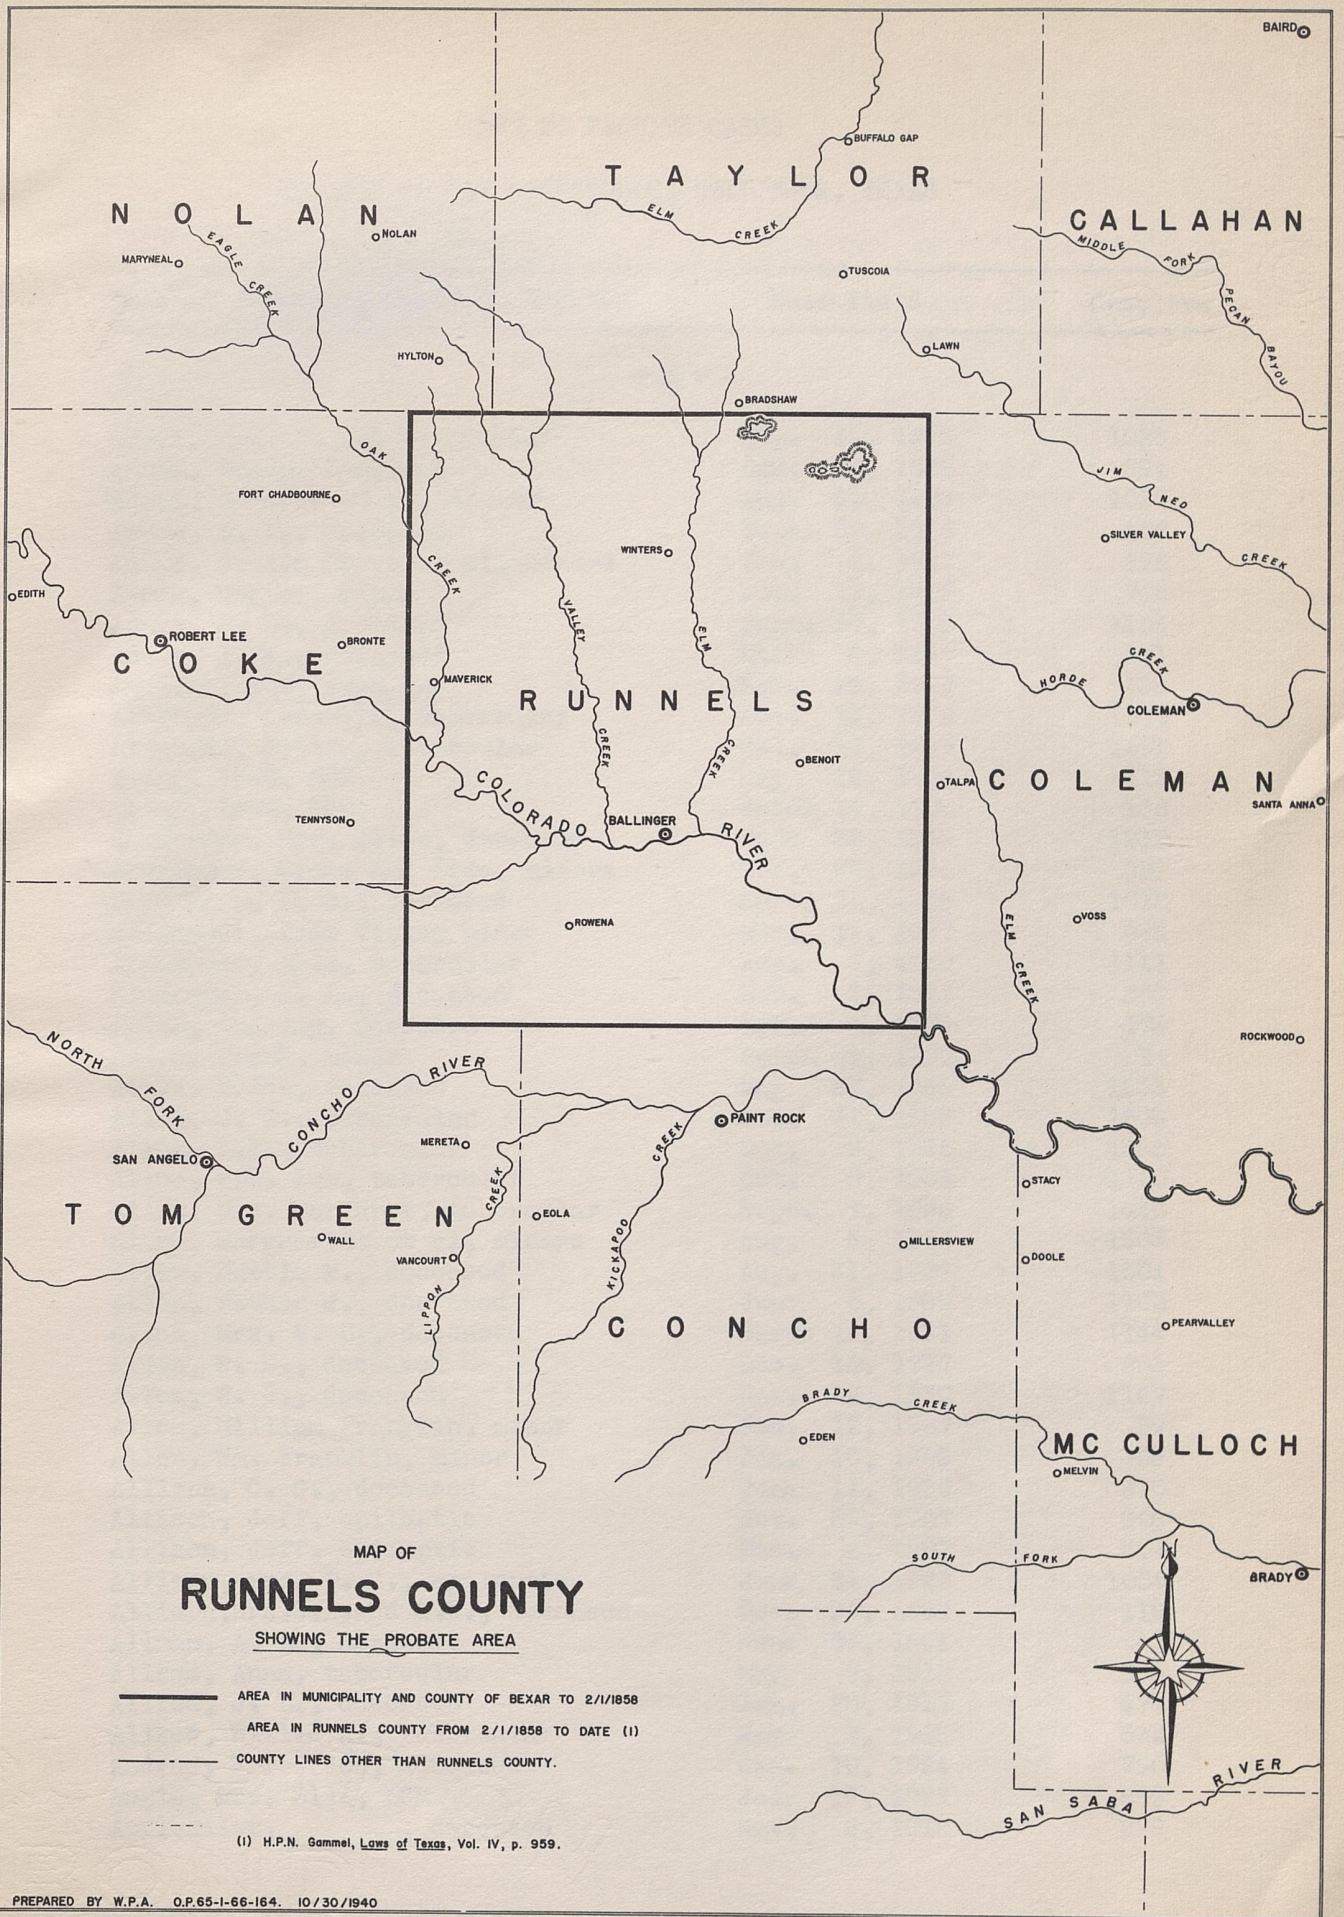 BAIRD
BUFFALO GAP
TAYLOR
NOLAN
NOLAN
MARYNEAL
EAGLE CREEK
ELM CREEK
CALLAHAN
MIDDLE FORK PECAN BAYOU
TUSCOIA
LAWN
HYLTON
BRADSHAW
OAK CREEK
FORT CHADBOURNE
JIM NED CREEK
SILVER VALLEY
WINTERS
EDITH
ROBERT LEE
BRONTE
COKE
VALLEY CREEK
ELM CREEK
MAVERICK
RUNNELS
HORDE CREEK
COLEMAN
BENOIT
TALPA
COLEMAN
SANTA ANNA
COLORADO RIVER
TENNYSON
BALLINGER
ROWENA
ELM CREEK
VOSS
ROCKWOOD
NORTH FORK CONCHO RIVER
PAINT ROCK
MERETA
SAN ANGELO
CREEK
STACY
TOM GREEN
WALL
EOLA
VANCOURT
LIPPON CREEK
KICKAPOO
MILLERSVIEW
DOOLE
CONCHO
PEARVALLEY
BRADY CREEK
EDEN
MC CULLOCH
MELVIN
SOUTH FORK
BRADY
N
SAN SABA RIVER
MAP OF
RUNNELS COUNTY
SHOWING THE PROBATE AREA
AREA IN MUNICIPALITY AND COUNTY OF BEXAR TO 2/1/1858
AREA IN RUNNELS COUNTY FROM 2/1/1858 TO DATE (1)
COUNTY LINES OTHER THAN RUNNELS COUNTY.
(1) H.P.N. Gammel, Laws of Texas, Vol. IV, p. 959.
PREPARED BY W.P.A. O.P.65-1-66-164. 10/30/1940